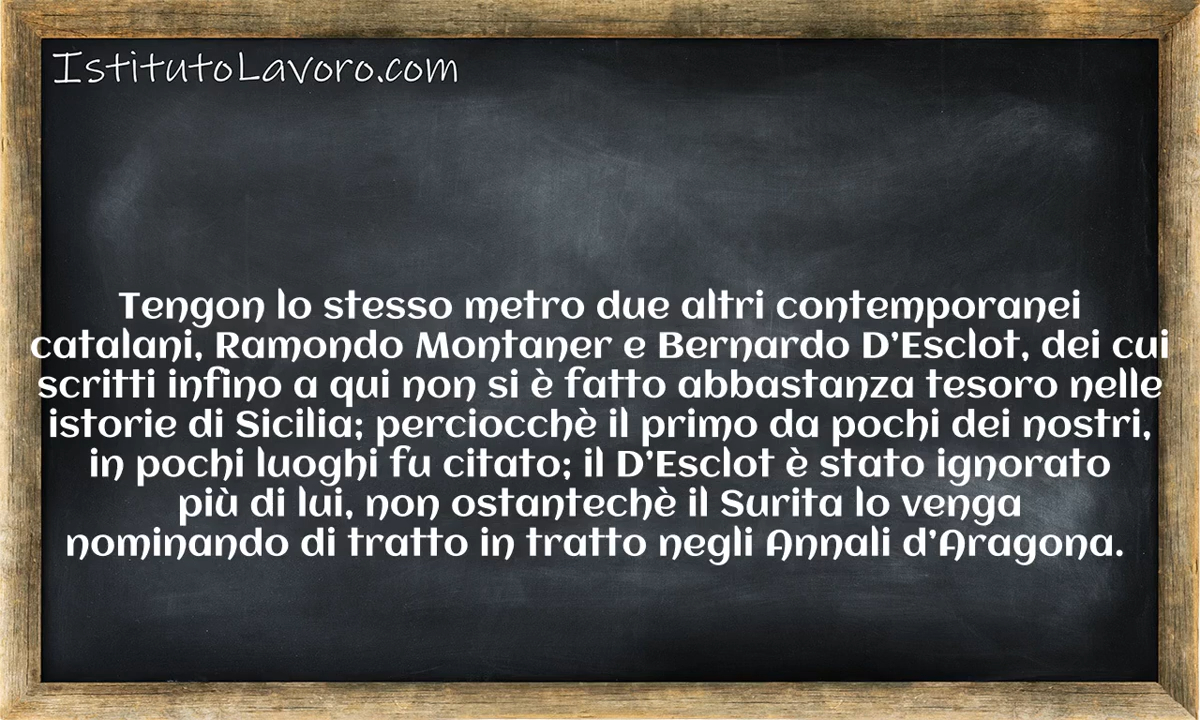 IstitutoLavoro.com
Tengon lo stesso metro due altri contemporanei
catalani, Ramondo Montaner e Bernardo D'Esclot, dei cui
scritti infino a qui non si è fatto abbastanza tesoro nelle
istorie di Sicilia; perciocchè il primo da pochi dei nostri,
in pochi luoghi fu citato; il D'Esclot è stato ignorato
più di lui, non ostantechè il Surita lo venga
nominando di tratto in tratto negli Annali d'Aragona.